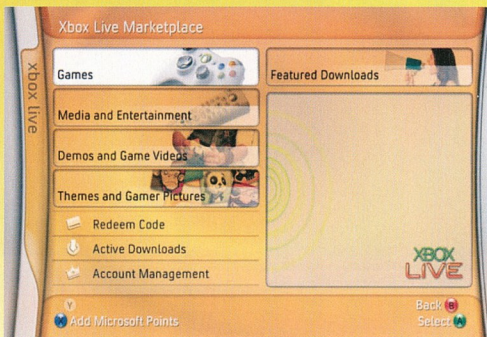 Xbox Live Marketplace
xbox live
Games
Media and Entertainment
Demos and Game Videos
Themes and Gamer Pictures
Redeem Code
Active Downloads
Account Management
Featured Downloads
XBOX
LIVE
Y
X Add Microsoft Points
Back B
Select A